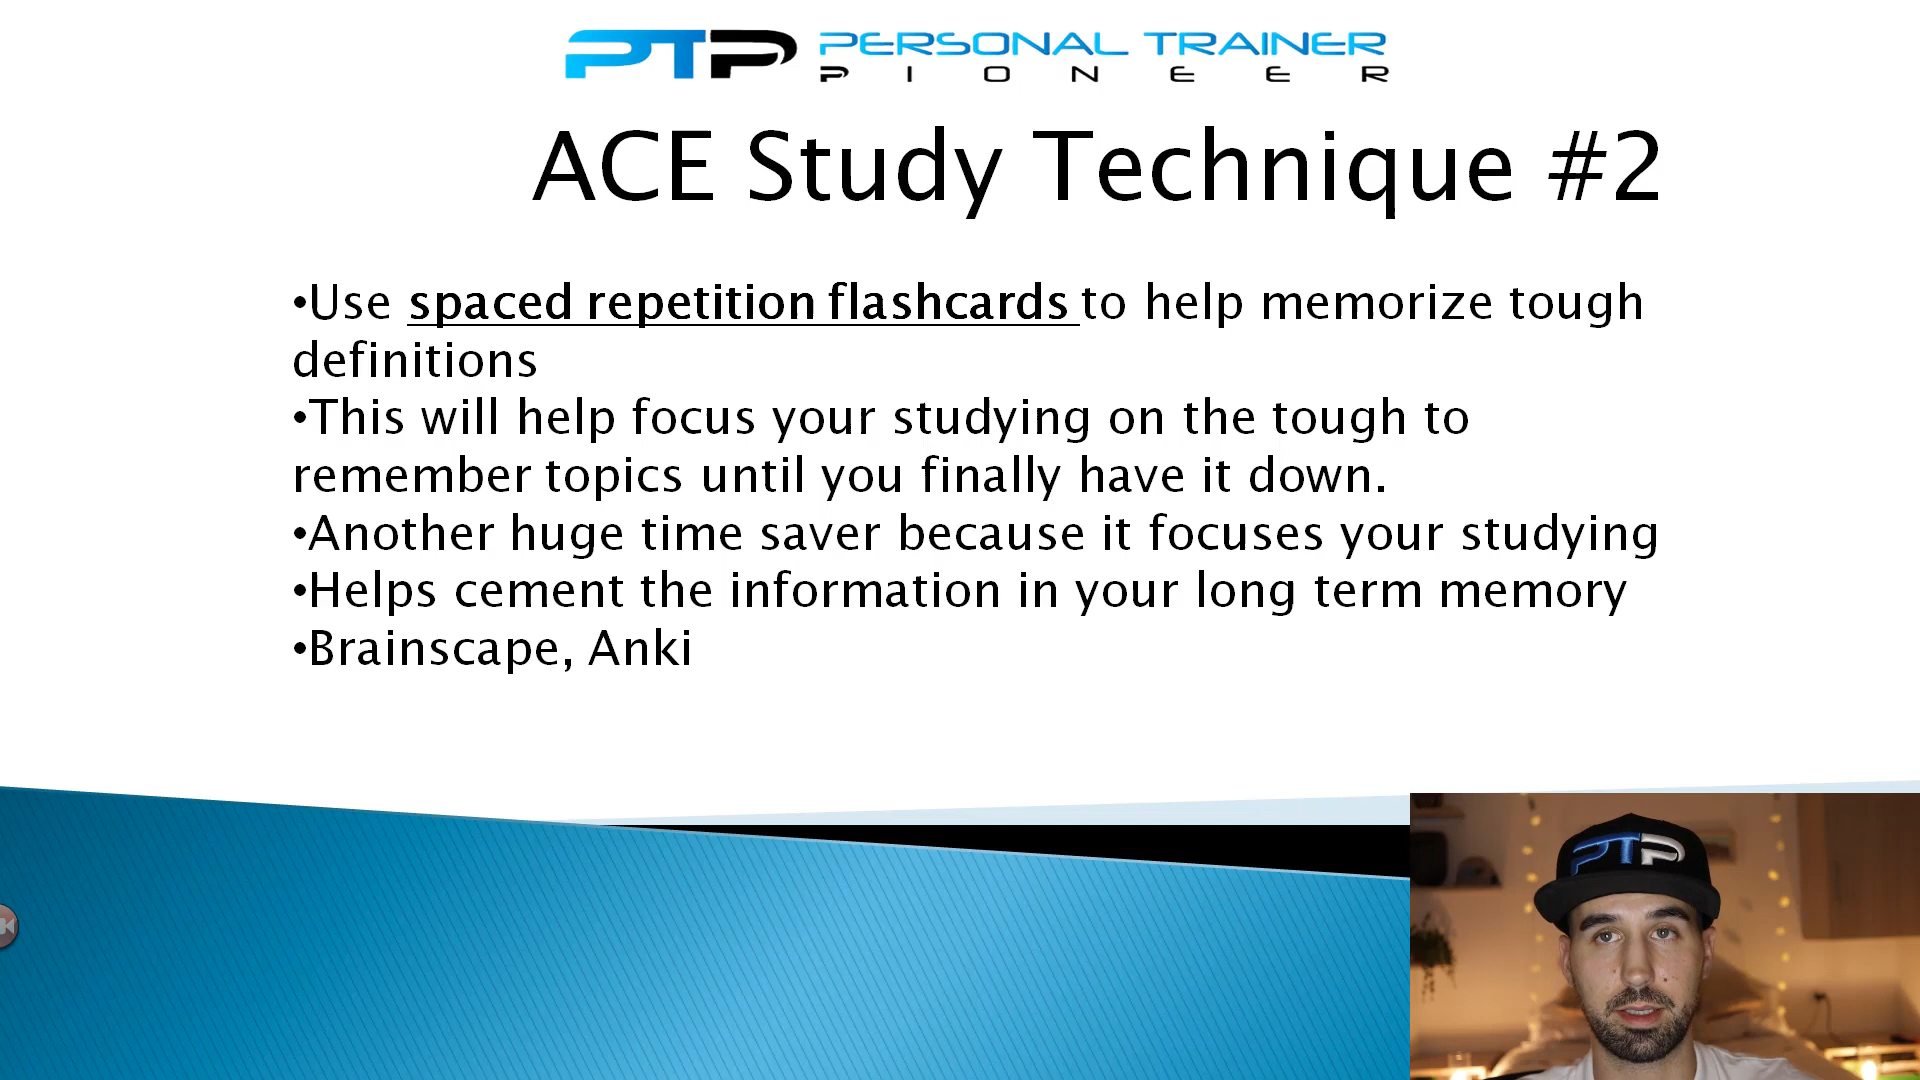 PTP PERSONAL TRAINER
PIONEER
ACE Study Technique #2
•Use spaced repetition flashcards to help memorize tough
definitions
•This will help focus your studying on the tough to
remember topics until you finally have it down.
•Another huge time saver because it focuses your studying
•Helps cement the information in your long term memory
•Brainscape, Anki
PTP